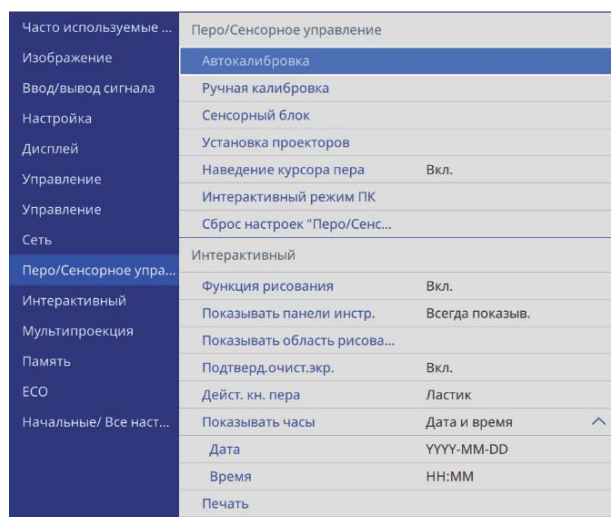 Часто используемые ...
Изображение
Ввод/вывод сигнала
Настройка
Дисплей
Управление
Управление
Сеть
Перо/Сенсорное упра...
Интерактивный
Мультипроекция
Память
ECO
Начальные/ Все наст...
Перо/Сенсорное управление
Автокалибровка
Ручная калибровка
Сенсорный блок
Установка проекторов
Наведение курсора пера Вкл.
Интерактивный режим ПК
Сброс настроек "Перо/Сенс...
Интерактивный
Функция рисования Вкл.
Показывать панели инстр. Всегда показыв.
Показывать область рисова...
Подтверд.очист.экр. Вкл.
Дейст. кн. пера Ластик
Показывать часы Дата и время
Дата YYYY-MM-DD
Время HH:MM
Печать